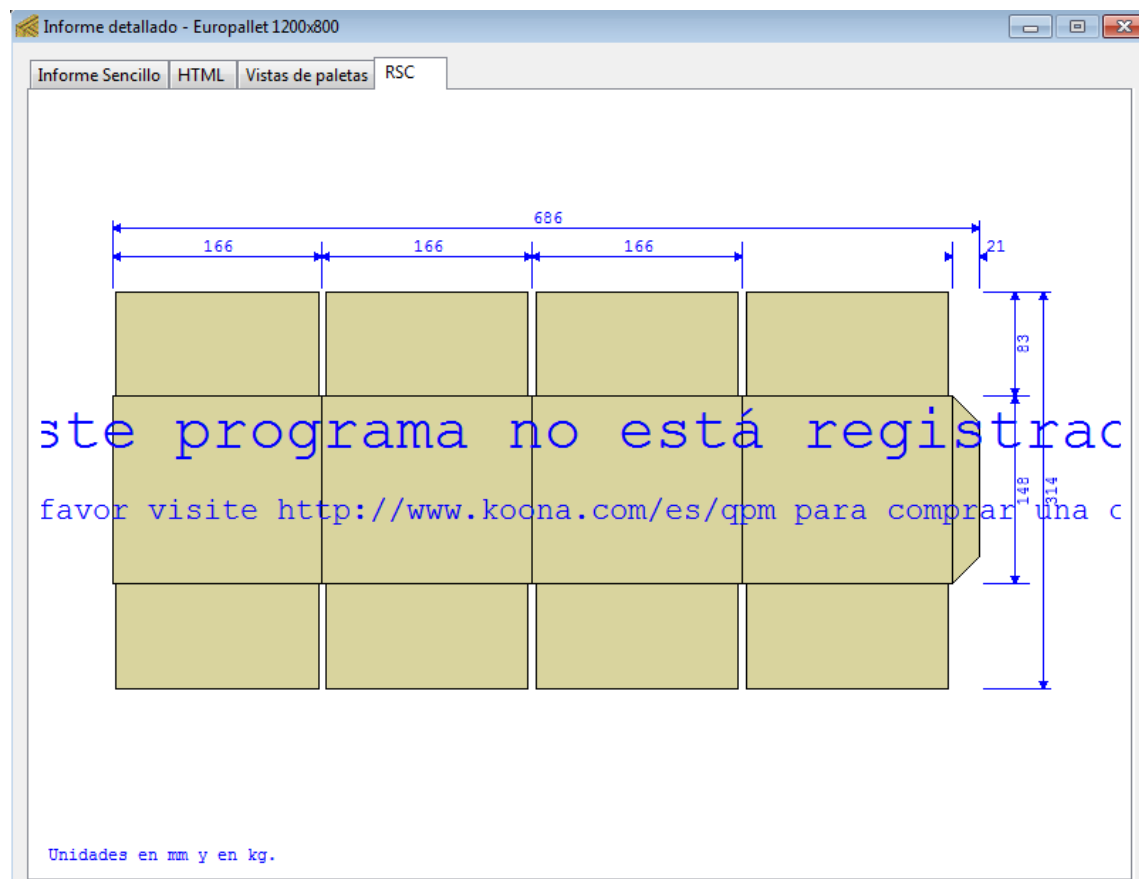 Informe detallado - Europallet 1200x800
Informe Sencillo HTML Vistas de paletas RSC
686
166 166 166 21
83
ste programa no está registrac
148
314
favor visite http://www.koona.com/es/qpm para comprar una c
Unidades en mm y en kg.